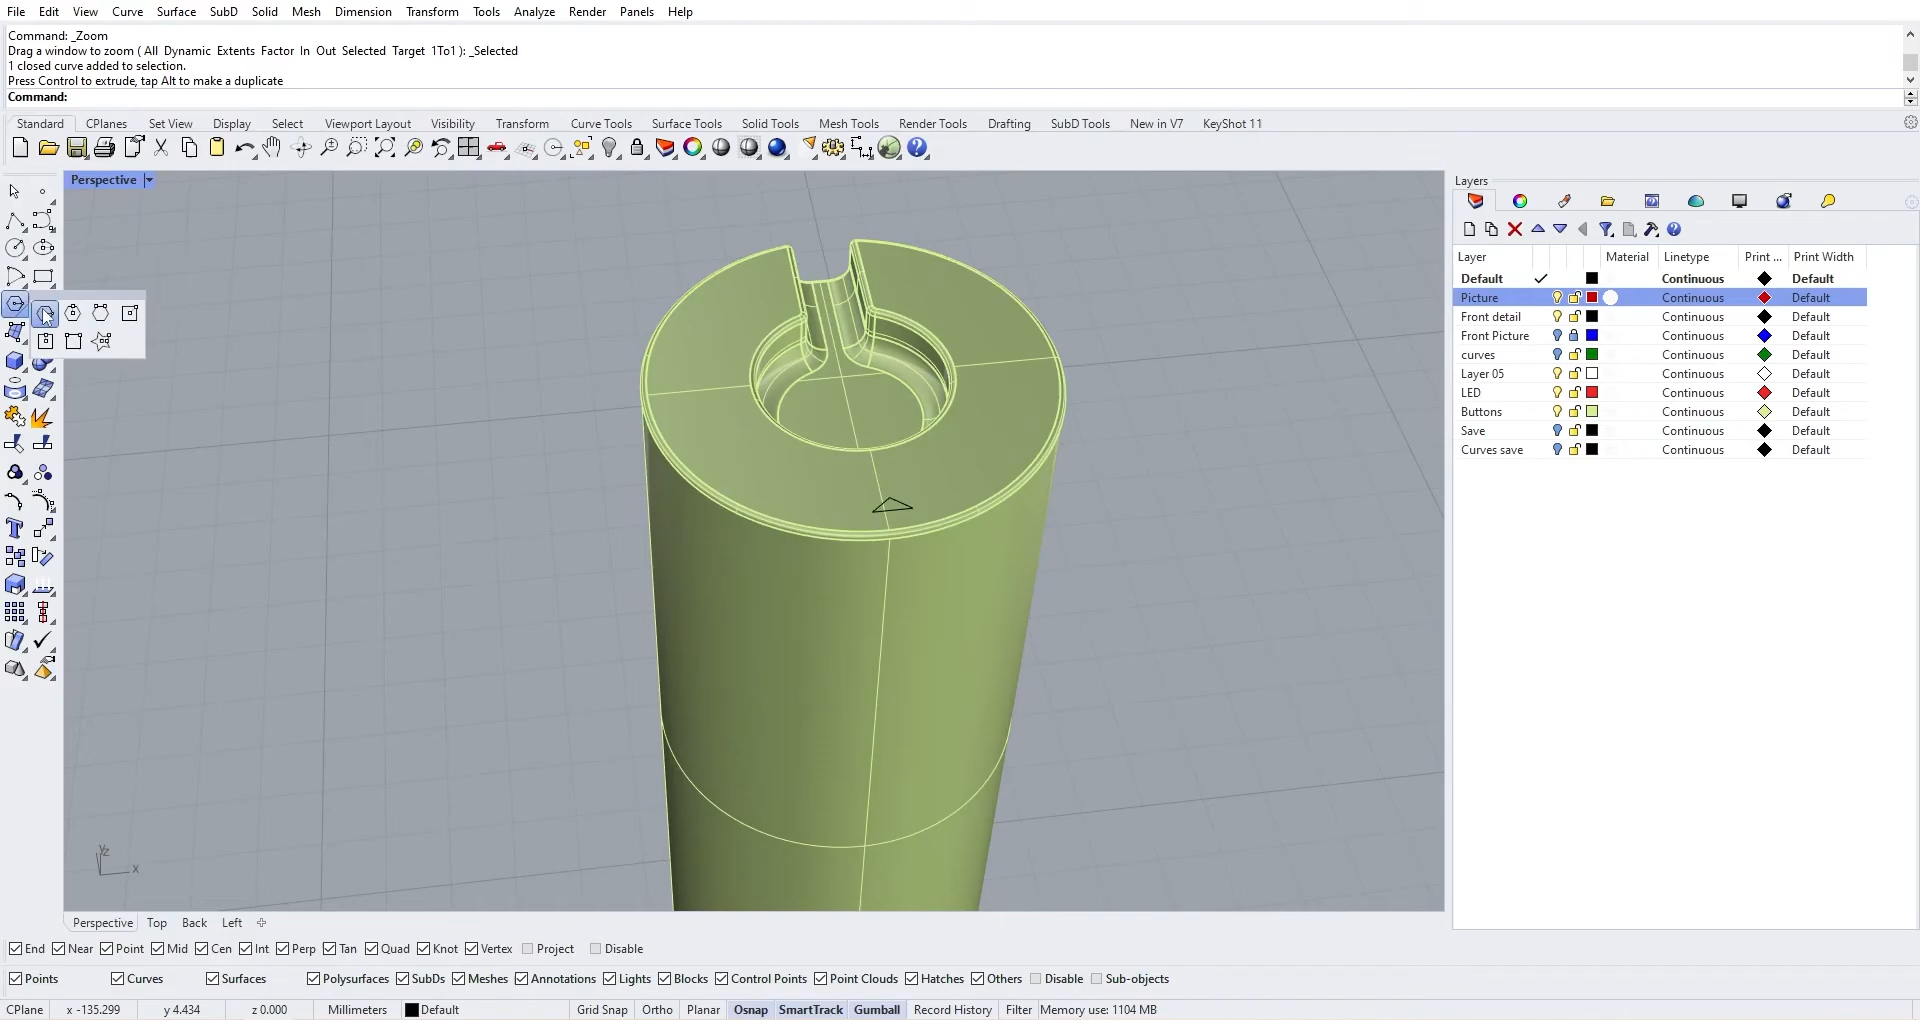 File Edit View Curve Surface SubD Solid Mesh Dimension Transform Tools Analyze Render Panels Help
Command: _Zoom
Drag a window to zoom ( All Dynamic Extents Factor In Out Selected Target 1To1 ): _Selected
1 closed curve added to selection.
Press Control to extrude, tap Alt to make a duplicate
Command:
Standard CPlanes Set View Display Select Viewport Layout Visibility Transform Curve Tools Surface Tools Solid Tools Mesh Tools Render Tools Drafting SubD Tools New in V7 KeyShot 11
Perspective
Layers
Layer Material Linetype Print ... Print Width
Default Continuous Default
Picture Continuous Default
Front detail Continuous Default
Front Picture Continuous Default
curves Continuous Default
Layer 05 Continuous Default
LED Continuous Default
Buttons Continuous Default
Save Continuous Default
Curves save Continuous Default
z x
Perspective Top Back Left
End Near Point Mid Cen Int Perp Tan Quad Knot Vertex Project Disable
Points Curves Surfaces Polysurfaces SubDs Meshes Annotations Lights Blocks Control Points Point Clouds Hatches Others Disable Sub-objects
CPlane x -135.299 y 4.434 z 0.000 Millimeters Default Grid Snap Ortho Planar Osnap SmartTrack Gumball Record History Filter Memory use: 1104 MB